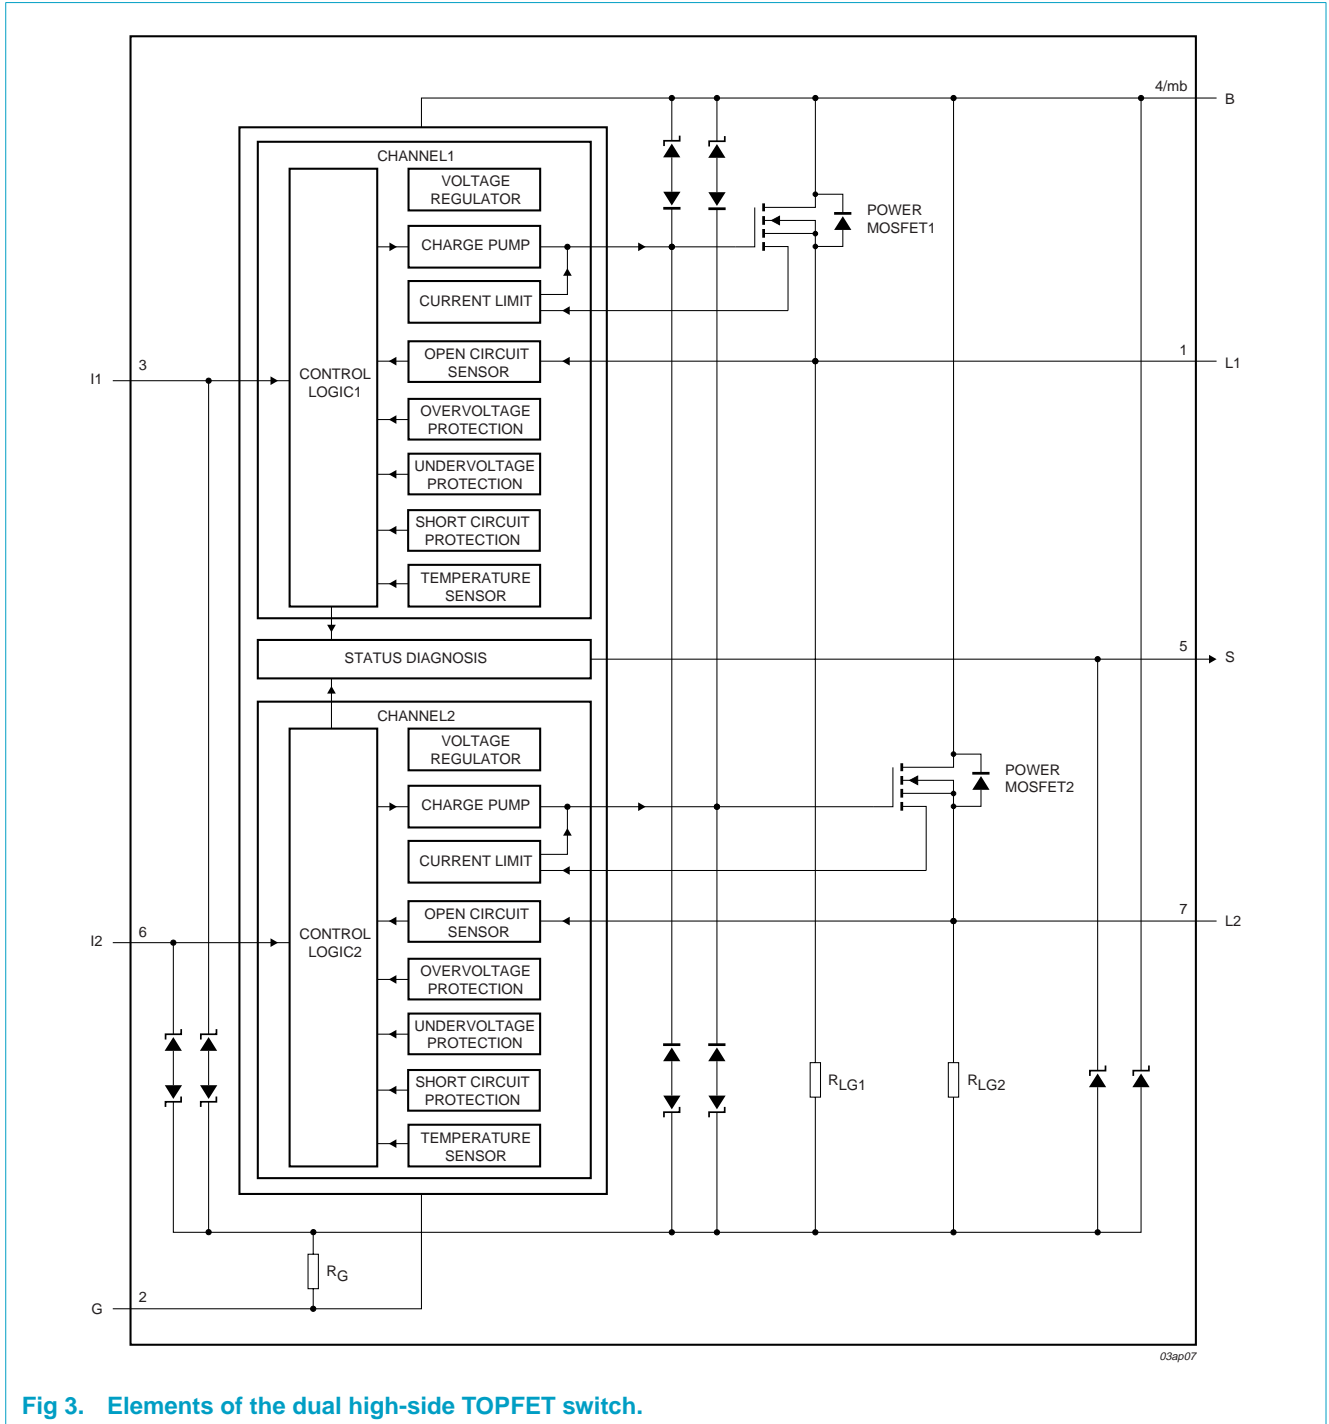 4/mb
B
CHANNEL1
VOLTAGE
REGULATOR
POWER
MOSFET1
CHARGE PUMP
CURRENT LIMIT
1
L1
OPEN CIRCUIT
SENSOR
3
I1
CONTROL
LOGIC1
OVERVOLTAGE
PROTECTION
UNDERVOLTAGE
PROTECTION
SHORT CIRCUIT
PROTECTION
TEMPERATURE
SENSOR
STATUS DIAGNOSIS
5
S
CHANNEL2
VOLTAGE
REGULATOR
POWER
MOSFET2
CHARGE PUMP
CURRENT LIMIT
7
L2
OPEN CIRCUIT
SENSOR
6
I2
CONTROL
LOGIC2
OVERVOLTAGE
PROTECTION
UNDERVOLTAGE
PROTECTION
SHORT CIRCUIT
PROTECTION
RLG1
RLG2
TEMPERATURE
SENSOR
RG
2
G
03ap07
Fig 3. Elements of the dual high-side TOPFET switch.